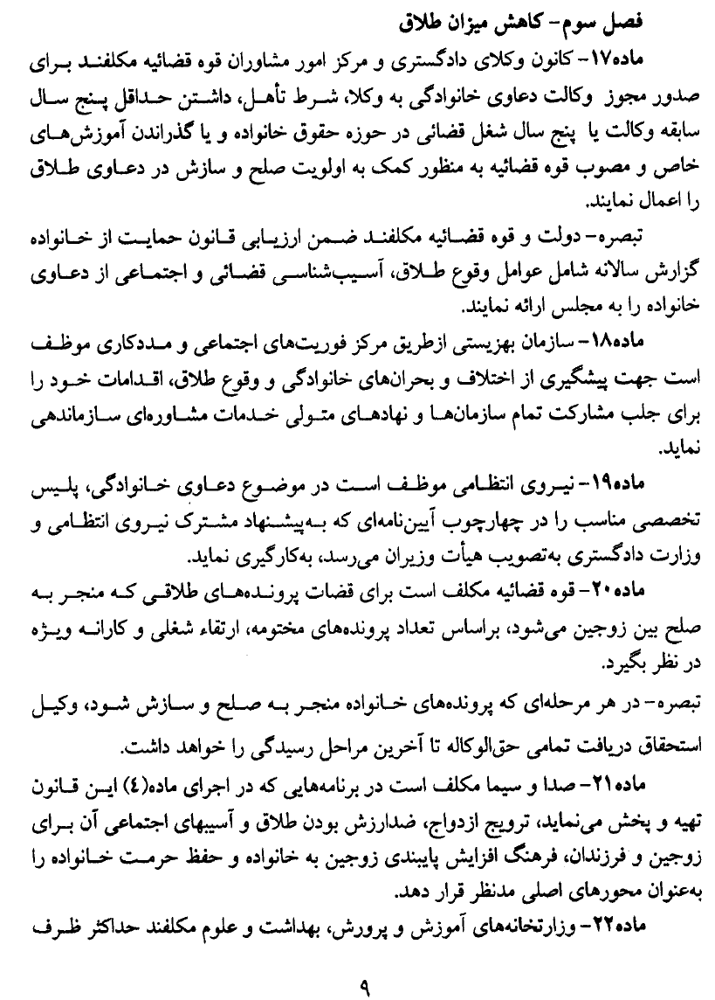 فصل سوم- کاهش میزان طلاق
ماده۱۷- کانون وکلای دادگستری و مرکز امور مشاوران قوه قضائیه مکلفند برای
صدور مجوز وکالت دعاوی خانوادگی به وکلا، شرط تأهل، داشتن حداقل پنج سال
سابقه وکالت یا پنج سال شغل قضائی در حوزه حقوق خانواده و یا گذراندن آموزش‌های
خاص و مصوب قوه قضائیه به منظور کمک به اولویت صلح و سازش در دعاوی طلاق
را اعمال نمایند.
تبصره- دولت و قوه قضائیه مکلفند ضمن ارزیابی قانون حمایت از خانواده
گزارش سالانه شامل عوامل وقوع طلاق، آسیب‌شناسی قضائی و اجتماعی از دعاوی
خانواده را به مجلس ارائه نمایند.
ماده۱۸- سازمان بهزیستی ازطریق مرکز فوریت‌های اجتماعی و مددکاری موظف
است جهت پیشگیری از اختلاف و بحران‌های خانوادگی و وقوع طلاق، اقدامات خود را
برای جلب مشارکت تمام سازمان‌ها و نهادهای متولی خدمات مشاوره‌ای سازماندهی
نماید.
ماده۱۹- نیروی انتظامی موظف است در موضوع دعاوی خانوادگی، پلیس
تخصصی مناسب را در چهارچوب آیین‌نامه‌ای که به‌پیشنهاد مشترک نیروی انتظامی و
وزارت دادگستری به‌تصویب هیأت وزیران می‌رسد، به‌کارگیری نماید.
ماده۲۰- قوه قضائیه مکلف است برای قضات پرونده‌های طلاقی که منجر به
صلح بین زوجین می‌شود، براساس تعداد پرونده‌های مختومه، ارتقاء شغلی و کارانه ویژه
در نظر بگیرد.
تبصره- در هر مرحله‌ای که پرونده‌های خانواده منجر به صلح و سازش شود، وکیل
استحقاق دریافت تمامی حق‌الوکاله تا آخرین مراحل رسیدگی را خواهد داشت.
ماده۲۱- صدا و سیما مکلف است در برنامه‌هایی که در اجرای ماده(٤) این قانون
تهیه و پخش می‌نماید، ترویج ازدواج، ضدارزش بودن طلاق و آسیبهای اجتماعی آن برای
زوجین و فرزندان، فرهنگ افزایش پایبندی زوجین به خانواده و حفظ حرمت خانواده را
به‌عنوان محورهای اصلی مدنظر قرار دهد.
ماده۲۲- وزارتخانه‌های آموزش و پرورش، بهداشت و علوم مکلفند حداکثر ظرف
۹